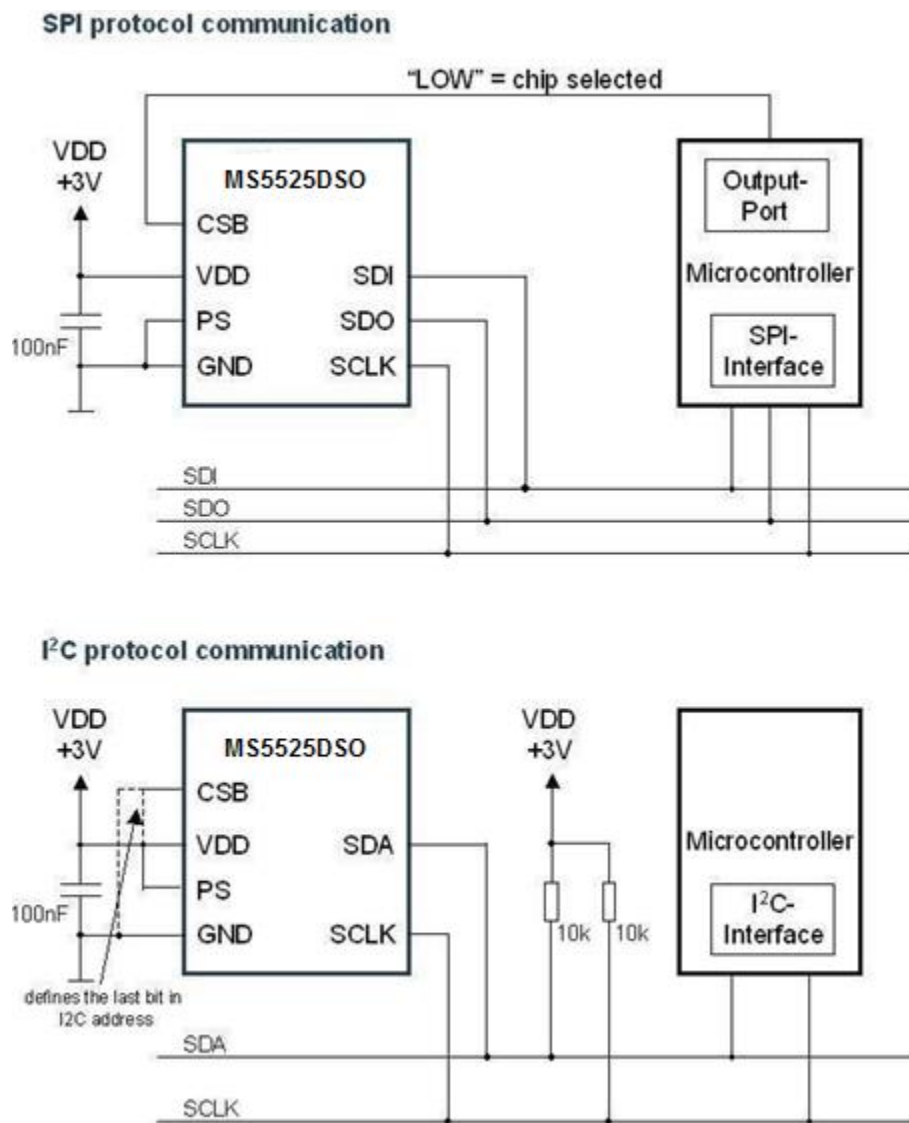 SPI protocol communication
"LOW" = chip selected
VDD
+3V
100nF
MS5525DSO
CSB
VDD
PS
GND
SDI
SDO
SCLK
Output-
Port
Microcontroller
SPI-
Interface
SDI
SDO
SCLK
I²C protocol communication
VDD
+3V
100nF
MS5525DSO
CSB
VDD
PS
GND
SDA
SCLK
defines the last bit in
I2C address
VDD
+3V
10k
10k
Microcontroller
I²C-
Interface
SDA
SCLK